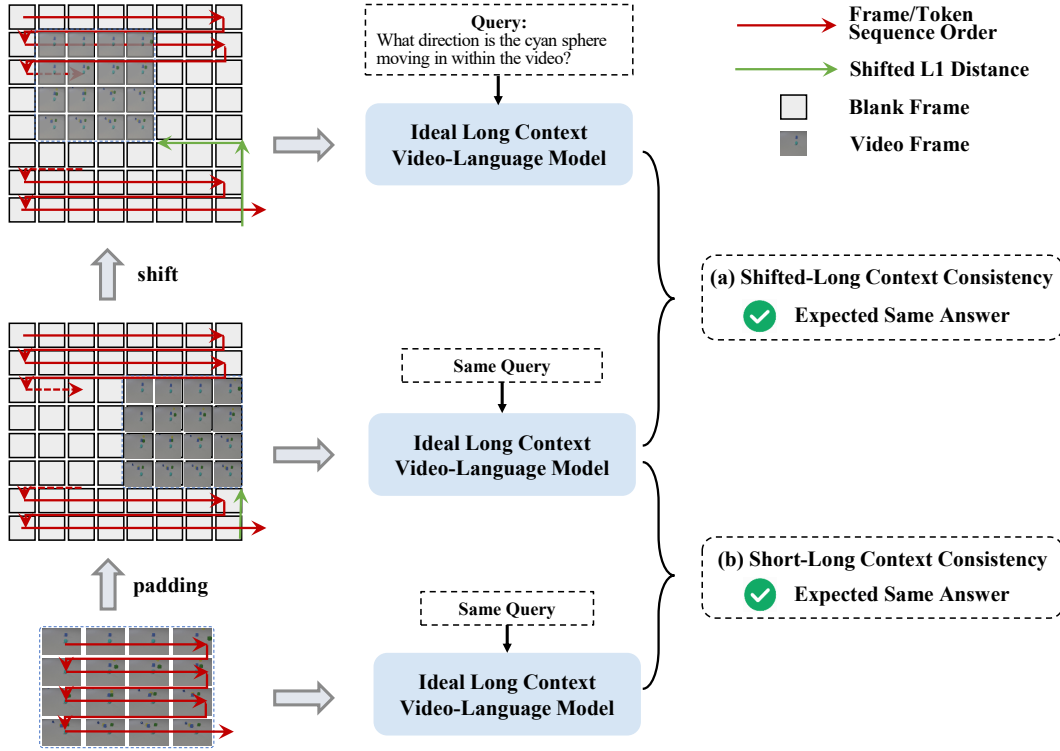 Query:
What direction is the cyan sphere
moving in within the video?
Frame/Token
Sequence Order
Shifted L1 Distance
Blank Frame
Video Frame
Ideal Long Context
Video-Language Model
shift
(a) Shifted-Long Context Consistency
Expected Same Answer
Same Query
Ideal Long Context
Video-Language Model
padding
(b) Short-Long Context Consistency
Expected Same Answer
Same Query
Ideal Long Context
Video-Language Model